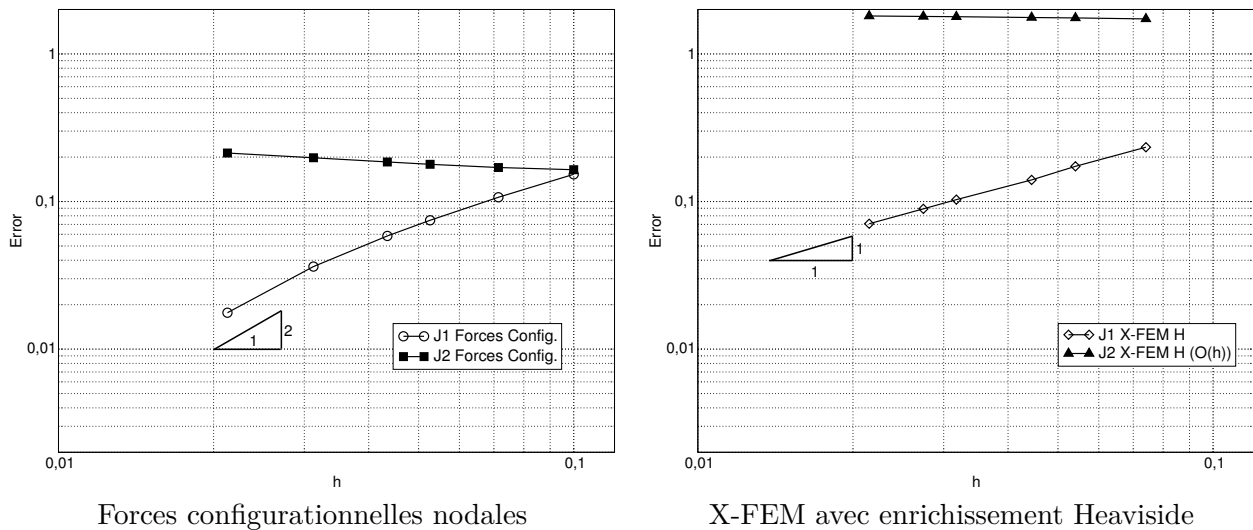 1
0,1
0,01
Error
0,01
0,1
h
1
2
J1 Forces Config.
J2 Forces Config.
Forces configurationnelles nodales
1
0,1
0,01
Error
0,01
0,1
h
1
1
J1 X-FEM H
J2 X-FEM H (O(h))
X-FEM avec enrichissement Heaviside